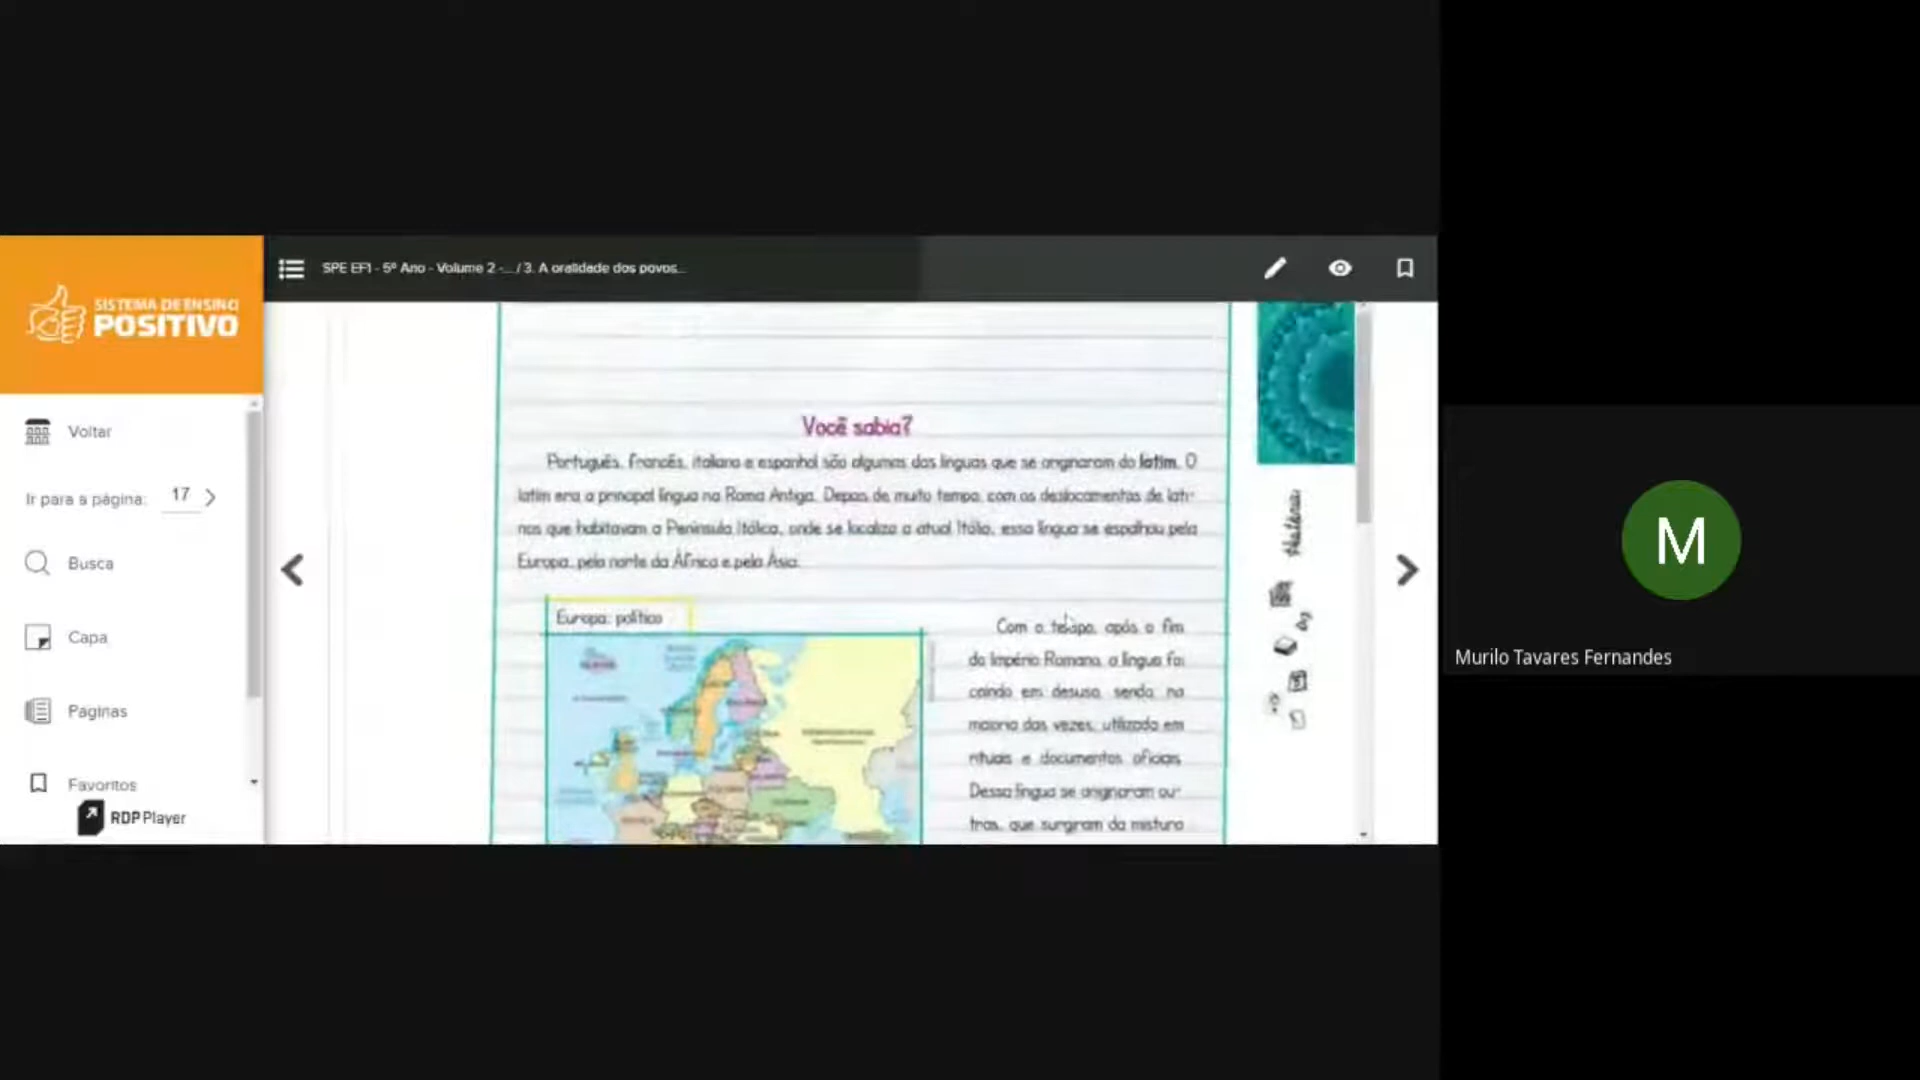 SISTEMA DE ENSINO
POSITIVO
SPE EF1 - 5º Ano - Volume 2 -... / 3. A oralidade dos povos...
Voltar
Ir para a página: 17
Busca
Capa
Páginas
Favoritos
RDP Player
Você sabia?
Português, francês, italiano e espanhol são algumas das línguas que se originaram do latim. O
latim era a principal língua na Roma Antiga. Depois de muito tempo, com os deslocamentos de lati-
nos que habitavam a Península Itálica, onde se localiza a atual Itália, essa língua se espalhou pela
Europa, pelo norte da África e pela Ásia.
Europa: político
Com o tempo, após o fim
do Império Romano, a língua foi
caindo em desuso, sendo, na
maioria das vezes, utilizada em
rituais e documentos oficiais.
Dessa língua se originaram ou-
tras, que surgiram da mistura
História
M
Murilo Tavares Fernandes